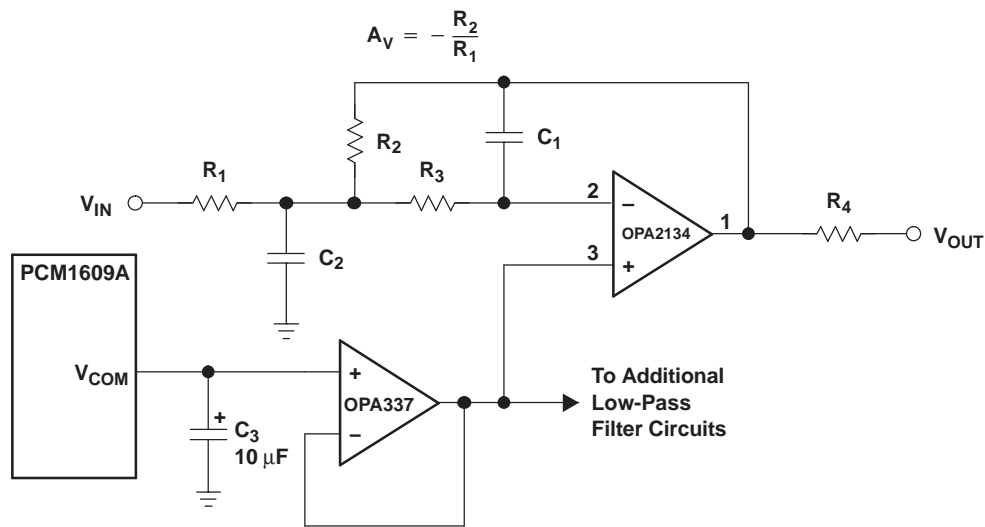 A_V = − R_2 / R_1
R_2
C_1
R_1
R_3
V_IN
2
−
OPA2134
1
R_4
V_OUT
3
+
C_2
PCM1609A
V_COM
+
OPA337
−
+
C_3
10 μF
To Additional
Low-Pass
Filter Circuits